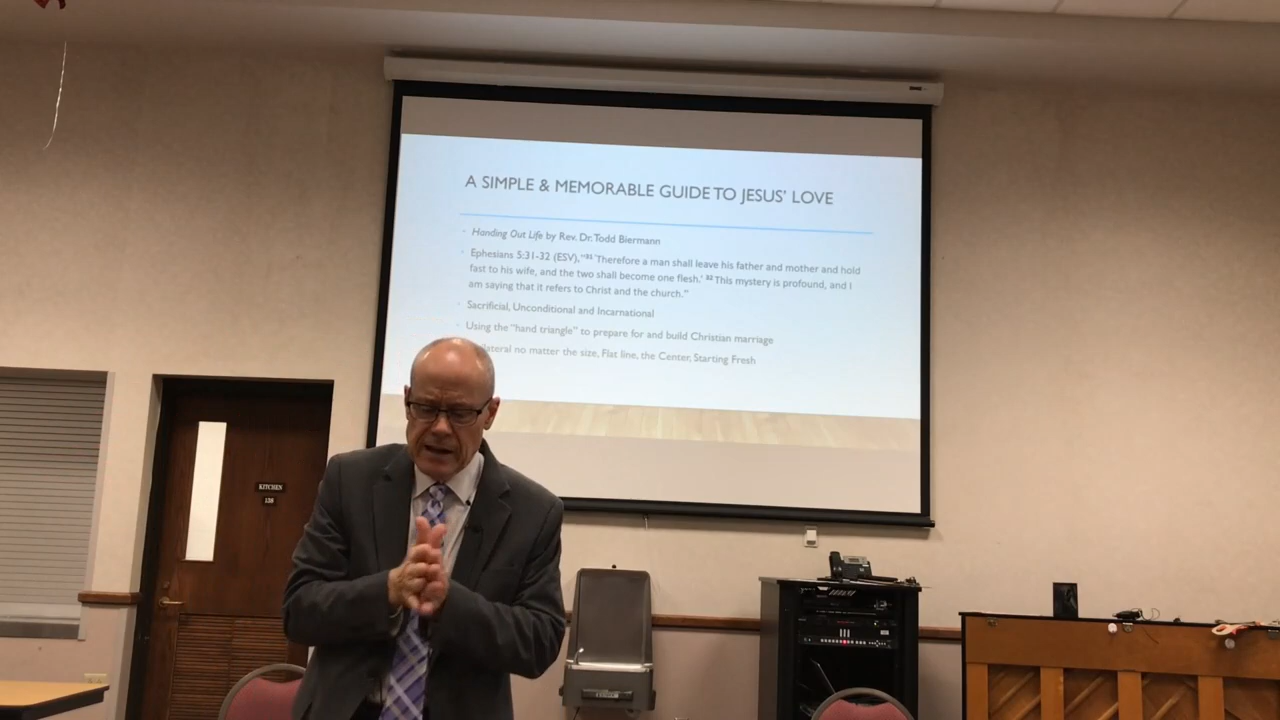 A SIMPLE & MEMORABLE GUIDE TO JESUS' LOVE
Handing Out Life by Rev. Dr. Todd Biermann
Ephesians 5:31-32 (ESV), "³¹ 'Therefore a man shall leave his father and mother and hold
fast to his wife, and the two shall become one flesh.' ³² This mystery is profound, and I
am saying that it refers to Christ and the church."
Sacrificial, Unconditional and Incarnational
Using the "hand triangle" to prepare for and build Christian marriage
no matter the size, Flat line, the Center, Starting Fresh
KITCHEN
128